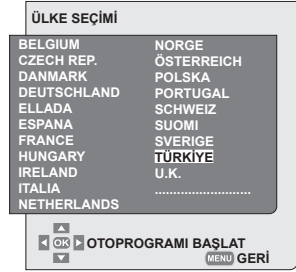 ÜLKE SEÇİMİ
BELGIUM NORGE
CZECH REP. ÖSTERREICH
DANMARK POLSKA
DEUTSCHLAND PORTUGAL
ELLADA SCHWEIZ
ESPANA SUOMI
FRANCE SVERIGE
HUNGARY TÜRKİYE
IRELAND U.K.
ITALIA ..........................
NETHERLANDS
OK OTOPROGRAMI BAŞLAT
MENU GERİ